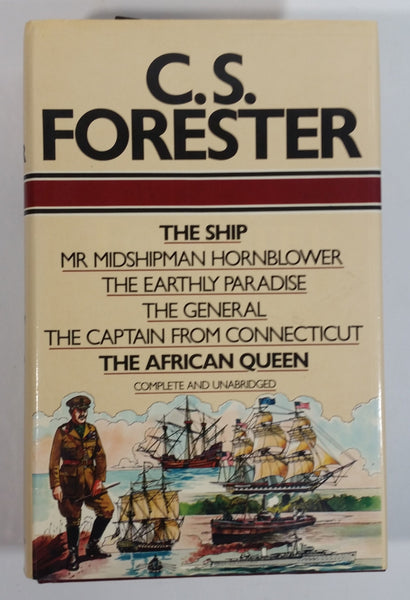 C.S.
FORESTER
THE SHIP
MR MIDSHIPMAN HORNBLOWER
THE EARTHLY PARADISE
THE GENERAL
THE CAPTAIN FROM CONNECTICUT
THE AFRICAN QUEEN
COMPLETE AND UNABRIDGED